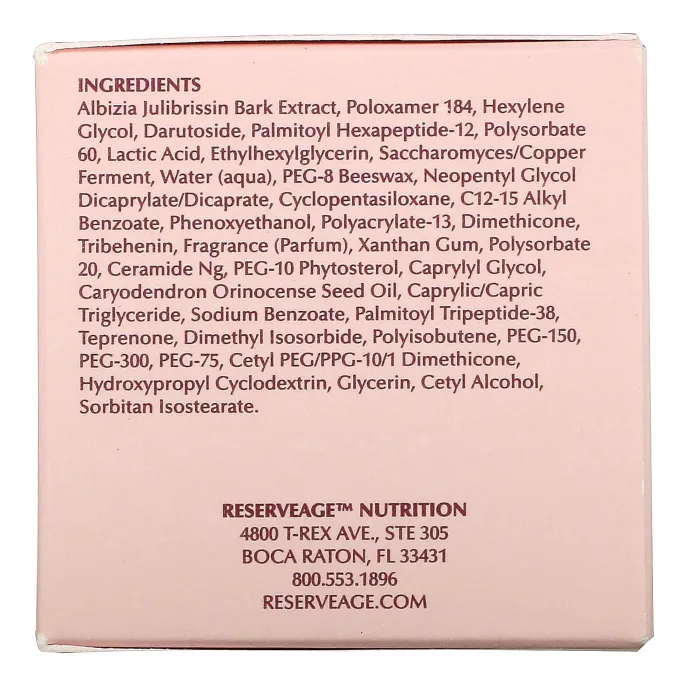 INGREDIENTS
Albizia Julibrissin Bark Extract, Poloxamer 184, Hexylene
Glycol, Darutoside, Palmitoyl Hexapeptide-12, Polysorbate
60, Lactic Acid, Ethylhexylglycerin, Saccharomyces/Copper
Ferment, Water (aqua), PEG-8 Beeswax, Neopentyl Glycol
Dicaprylate/Dicaprate, Cyclopentasiloxane, C12-15 Alkyl
Benzoate, Phenoxyethanol, Polyacrylate-13, Dimethicone,
Tribehenin, Fragrance (Parfum), Xanthan Gum, Polysorbate
20, Ceramide Ng, PEG-10 Phytosterol, Caprylyl Glycol,
Caryodendron Orinocense Seed Oil, Caprylic/Capric
Triglyceride, Sodium Benzoate, Palmitoyl Tripeptide-38,
Teprenone, Dimethyl Isosorbide, Polyisobutene, PEG-150,
PEG-300, PEG-75, Cetyl PEG/PPG-10/1 Dimethicone,
Hydroxypropyl Cyclodextrin, Glycerin, Cetyl Alcohol,
Sorbitan Isostearate.
RESERVEAGE™ NUTRITION
4800 T-REX AVE., STE 305
BOCA RATON, FL 33431
800.553.1896
RESERVEAGE.COM